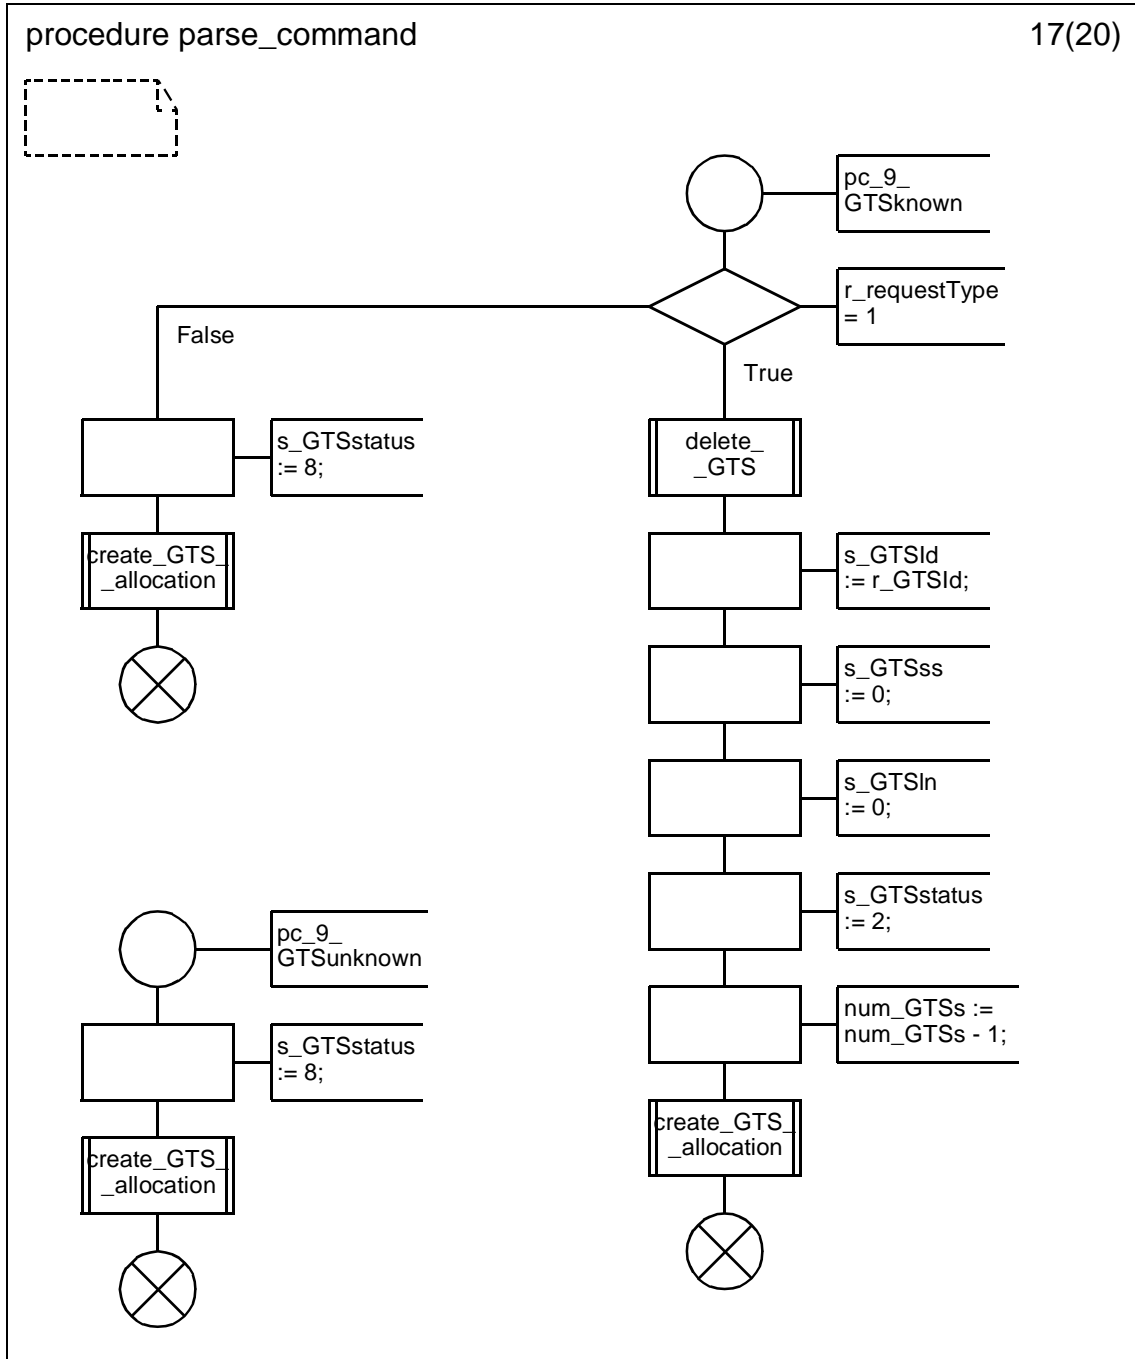 procedure parse_command
17(20)
pc_9_
GTSknown
r_requestType
= 1
False
True
s_GTSstatus
:= 8;
delete_
_GTS
create_GTS_
_allocation
s_GTSId
:= r_GTSId;
s_GTSss
:= 0;
s_GTSln
:= 0;
s_GTSstatus
:= 2;
pc_9_
GTSunknown
num_GTSs :=
num_GTSs - 1;
s_GTSstatus
:= 8;
create_GTS_
_allocation
create_GTS_
_allocation